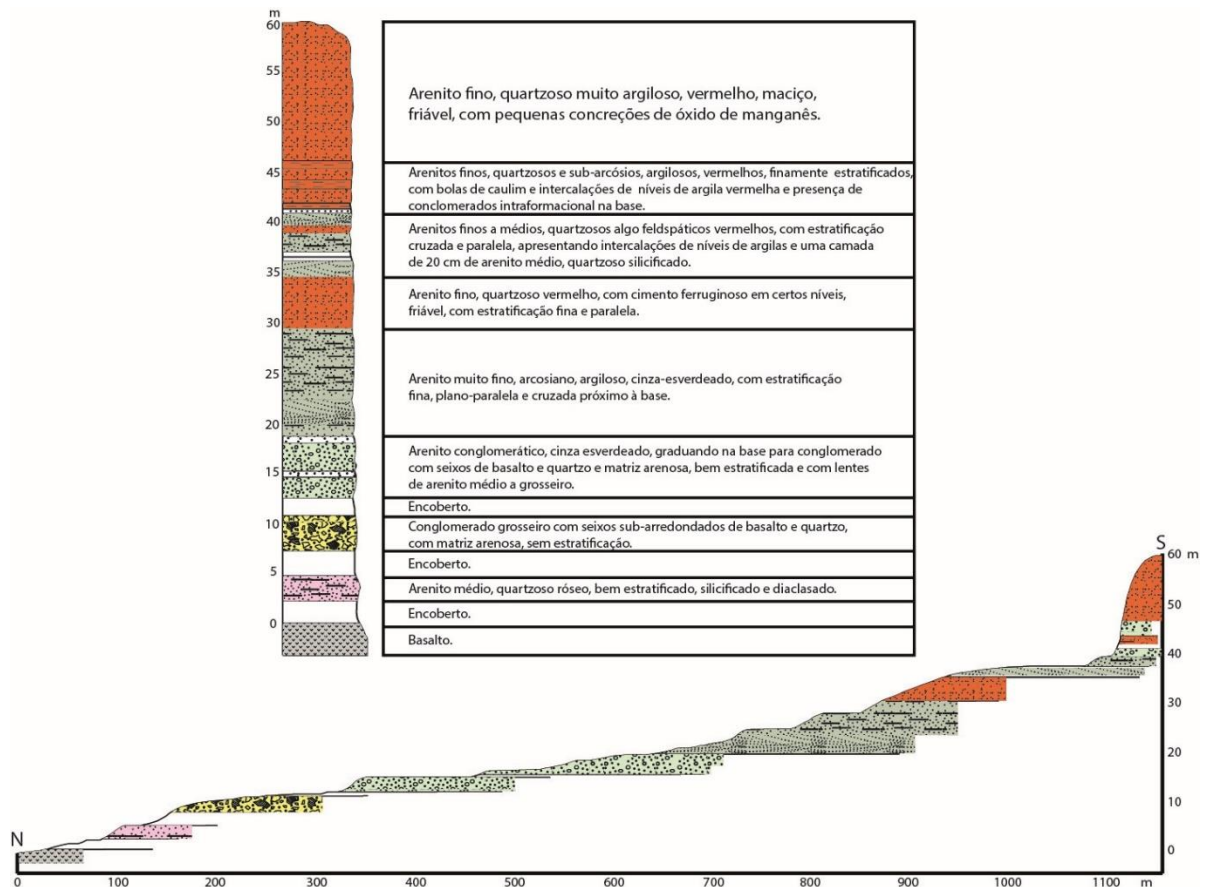 m
60
55
50
45
40
35
30
25
20
15
10
5
0
Arenito fino, quartzoso muito argiloso, vermelho, maciço,
friável, com pequenas concreções de óxido de manganês.
Arenitos finos, quartzosos e sub-arcósios, argilosos, vermelhos, finamente estratificados,
com bolas de caulim e intercalações de níveis de argila vermelha e presença de
conclomerados intraformacional na base.
Arenitos finos a médios, quartzosos algo feldspáticos vermelhos, com estratificação
cruzada e paralela, apresentando intercalações de níveis de argilas e uma camada
de 20 cm de arenito médio, quartzoso silicificado.
Arenito fino, quartzoso vermelho, com cimento ferruginoso em certos níveis,
friável, com estratificação fina e paralela.
Arenito muito fino, arcosiano, argiloso, cinza-esverdeado, com estratificação
fina, plano-paralela e cruzada próximo à base.
Arenito conglomerático, cinza esverdeado, graduando na base para conglomerado
com seixos de basalto e quartzo e matriz arenosa, bem estratificada e com lentes
de arenito médio a grosseiro.
Encoberto.
Conglomerado grosseiro com seixos sub-arredondados de basalto e quartzo,
com matriz arenosa, sem estratificação.
Encoberto.
Arenito médio, quartzoso róseo, bem estratificado, silicificado e diaclasado.
Encoberto.
Basalto.
S
60 m
50
40
30
20
10
0
N
0 100 200 300 400 500 600 700 800 900 1000 1100 m